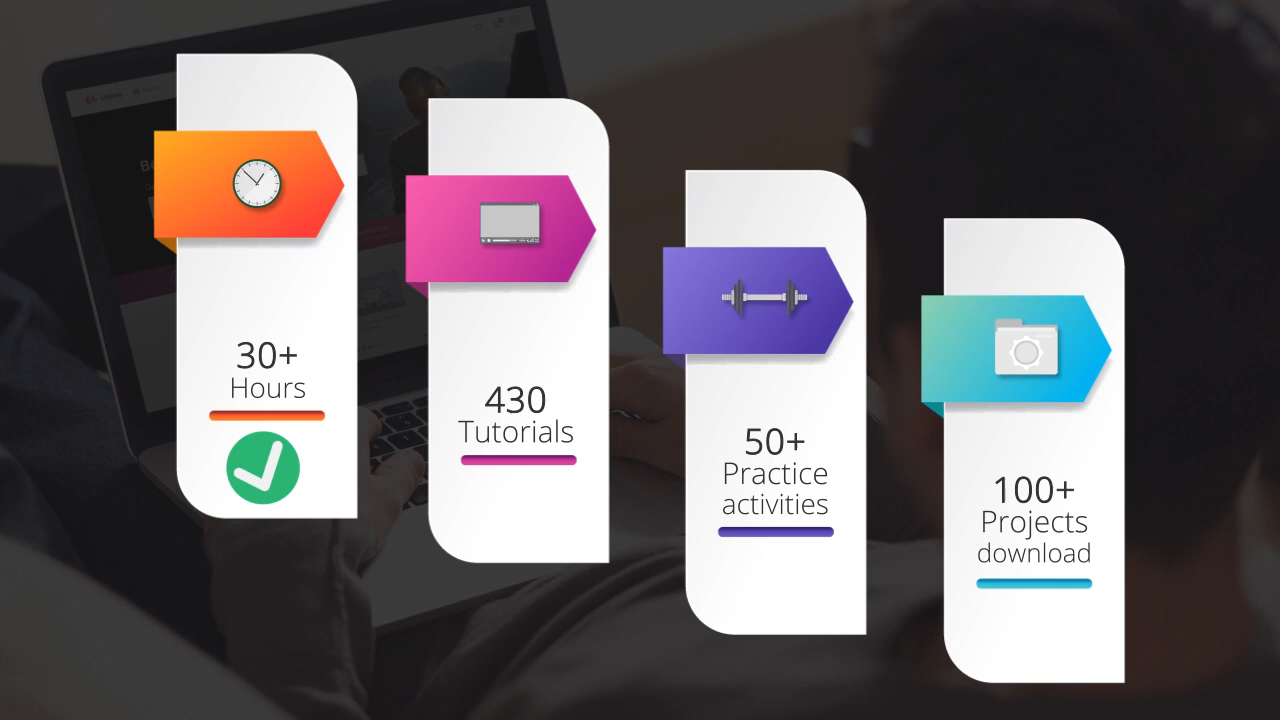 30+
Hours
430
Tutorials
50+
Practice
activities
100+
Projects
download